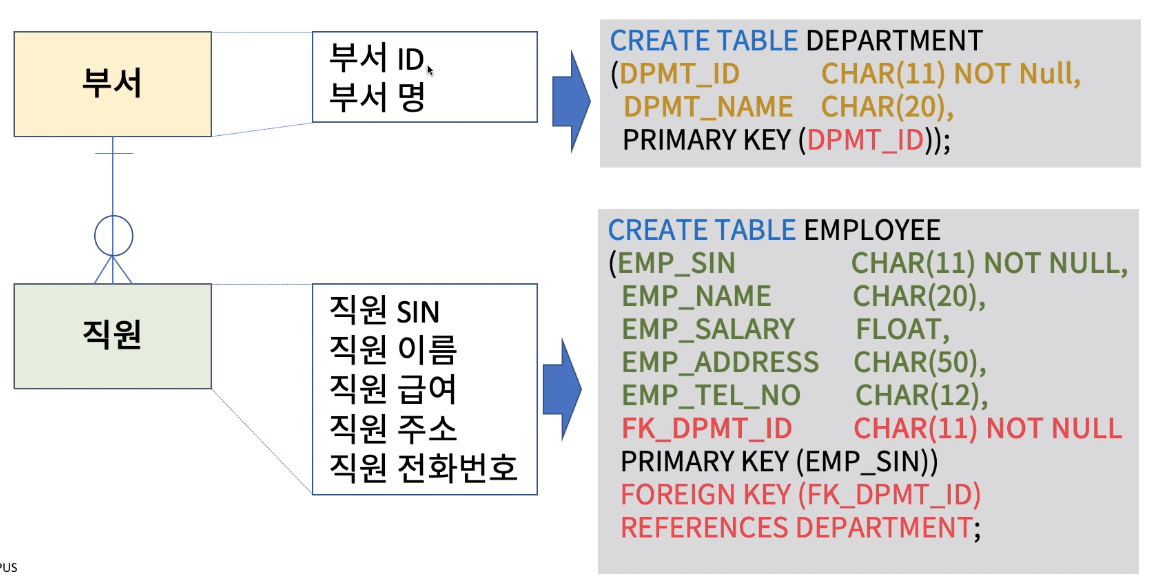 부서
부서 ID
부서 명
CREATE TABLE DEPARTMENT
(DPMT_ID CHAR(11) NOT Null,
DPMT_NAME CHAR(20),
PRIMARY KEY (DPMT_ID));
직원
직원 SIN
직원 이름
직원 급여
직원 주소
직원 전화번호
CREATE TABLE EMPLOYEE
(EMP_SIN CHAR(11) NOT NULL,
EMP_NAME CHAR(20),
EMP_SALARY FLOAT,
EMP_ADDRESS CHAR(50),
EMP_TEL_NO CHAR(12),
FK_DPMT_ID CHAR(11) NOT NULL
PRIMARY KEY (EMP_SIN))
FOREIGN KEY (FK_DPMT_ID)
REFERENCES DEPARTMENT;